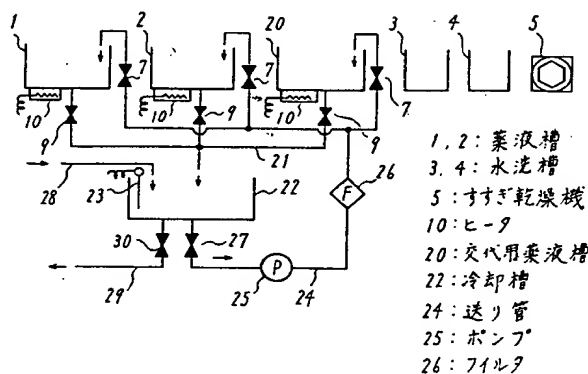 1
2
20
3
4
5
7
7
7
10
10
10
9
9
9
21
28
23
22
26
F
30
27
29
25
P
24
1, 2: 薬液槽
3, 4: 水洗槽
5: すすぎ乾燥機
10: ヒータ
20: 交代用薬液槽
22: 冷却槽
24: 送り管
25: ポンプ
26: フィルタ